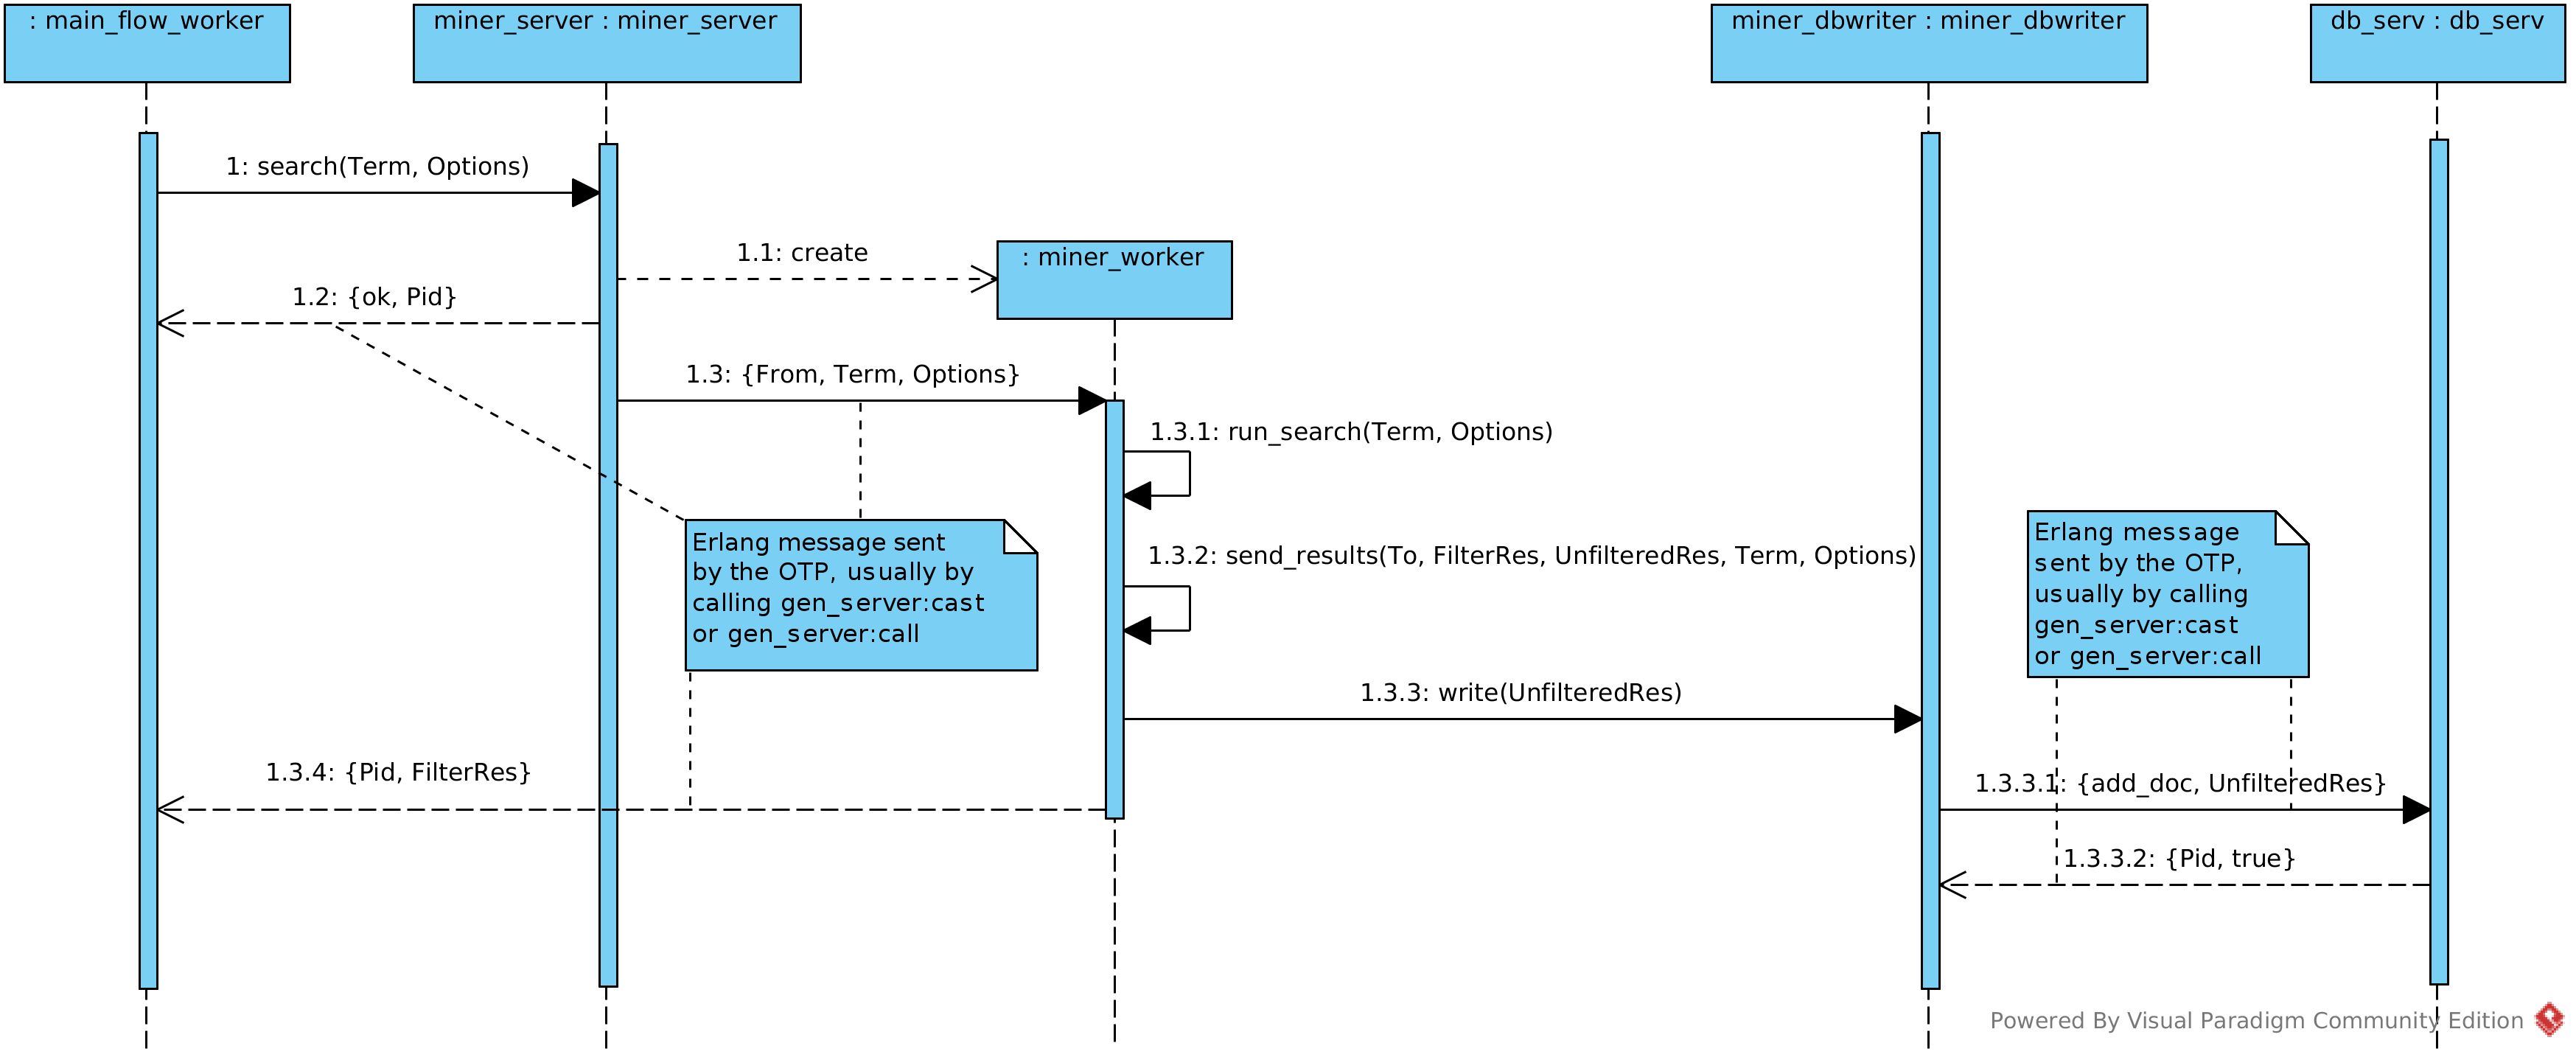 : main_flow_worker
miner_server : miner_server
miner_dbwriter : miner_dbwriter
db_serv : db_serv
1: search(Term, Options)
1.1: create
: miner_worker
1.2: {ok, Pid}
1.3: {From, Term, Options}
1.3.1: run_search(Term, Options)
Erlang message sent
by the OTP, usually by
calling gen_server:cast
or gen_server:call
1.3.2: send_results(To, FilterRes, UnfilteredRes, Term, Options)
Erlang message
sent by the OTP,
usually by calling
gen_server:cast
or gen_server:call
1.3.3: write(UnfilteredRes)
1.3.4: {Pid, FilterRes}
1.3.3.1: {add_doc, UnfilteredRes}
1.3.3.2: {Pid, true}
Powered By Visual Paradigm Community Edition